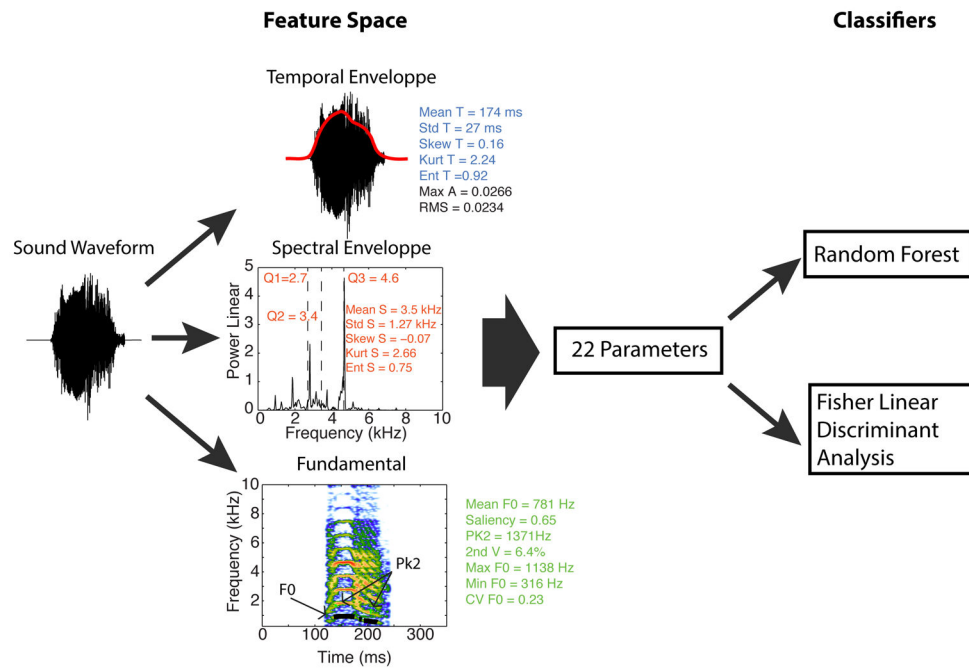 Feature Space
Classifiers
Temporal Enveloppe
Mean T = 174 ms
Std T = 27 ms
Skew T = 0.16
Kurt T = 2.24
Ent T =0.92
Max A = 0.0266
RMS = 0.0234
Sound Waveform
Spectral Enveloppe
5
4
3
2
1
0
Power Linear
Q1=2.7
Q3 = 4.6
Q2 = 3.4
Mean S = 3.5 kHz
Std S = 1.27 kHz
Skew S = −0.07
Kurt S = 2.66
Ent S = 0.75
0 2 4 6 8 10
Frequency (kHz)
22 Parameters
Random Forest
Fisher Linear
Discriminant
Analysis
Fundamental
10
8
6
4
2
Frequency (kHz)
F0
Pk2
0 100 200 300
Time (ms)
Mean F0 = 781 Hz
Saliency = 0.65
PK2 = 1371Hz
2nd V = 6.4%
Max F0 = 1138 Hz
Min F0 = 316 Hz
CV F0 = 0.23